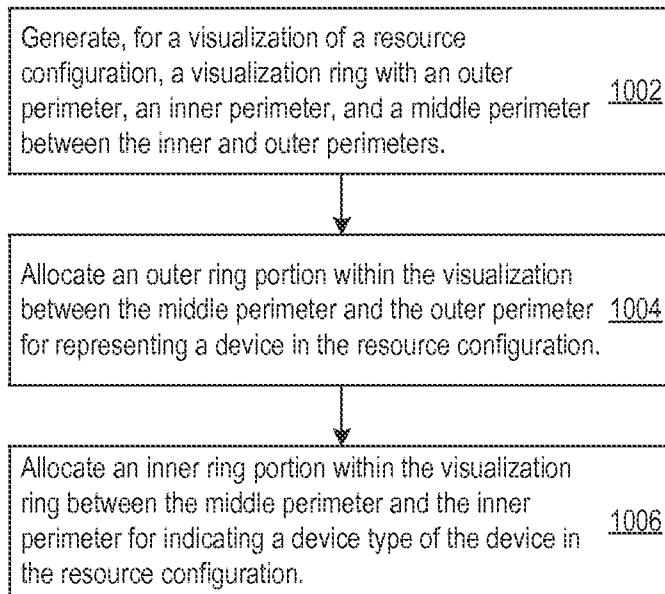 Generate, for a visualization of a resource
configuration, a visualization ring with an outer
perimeter, an inner perimeter, and a middle perimeter
between the inner and outer perimeters.
1002
Allocate an outer ring portion within the visualization
between the middle perimeter and the outer perimeter
for representing a device in the resource configuration.
1004
Allocate an inner ring portion within the visualization
ring between the middle perimeter and the inner
perimeter for indicating a device type of the device in
the resource configuration.
1006